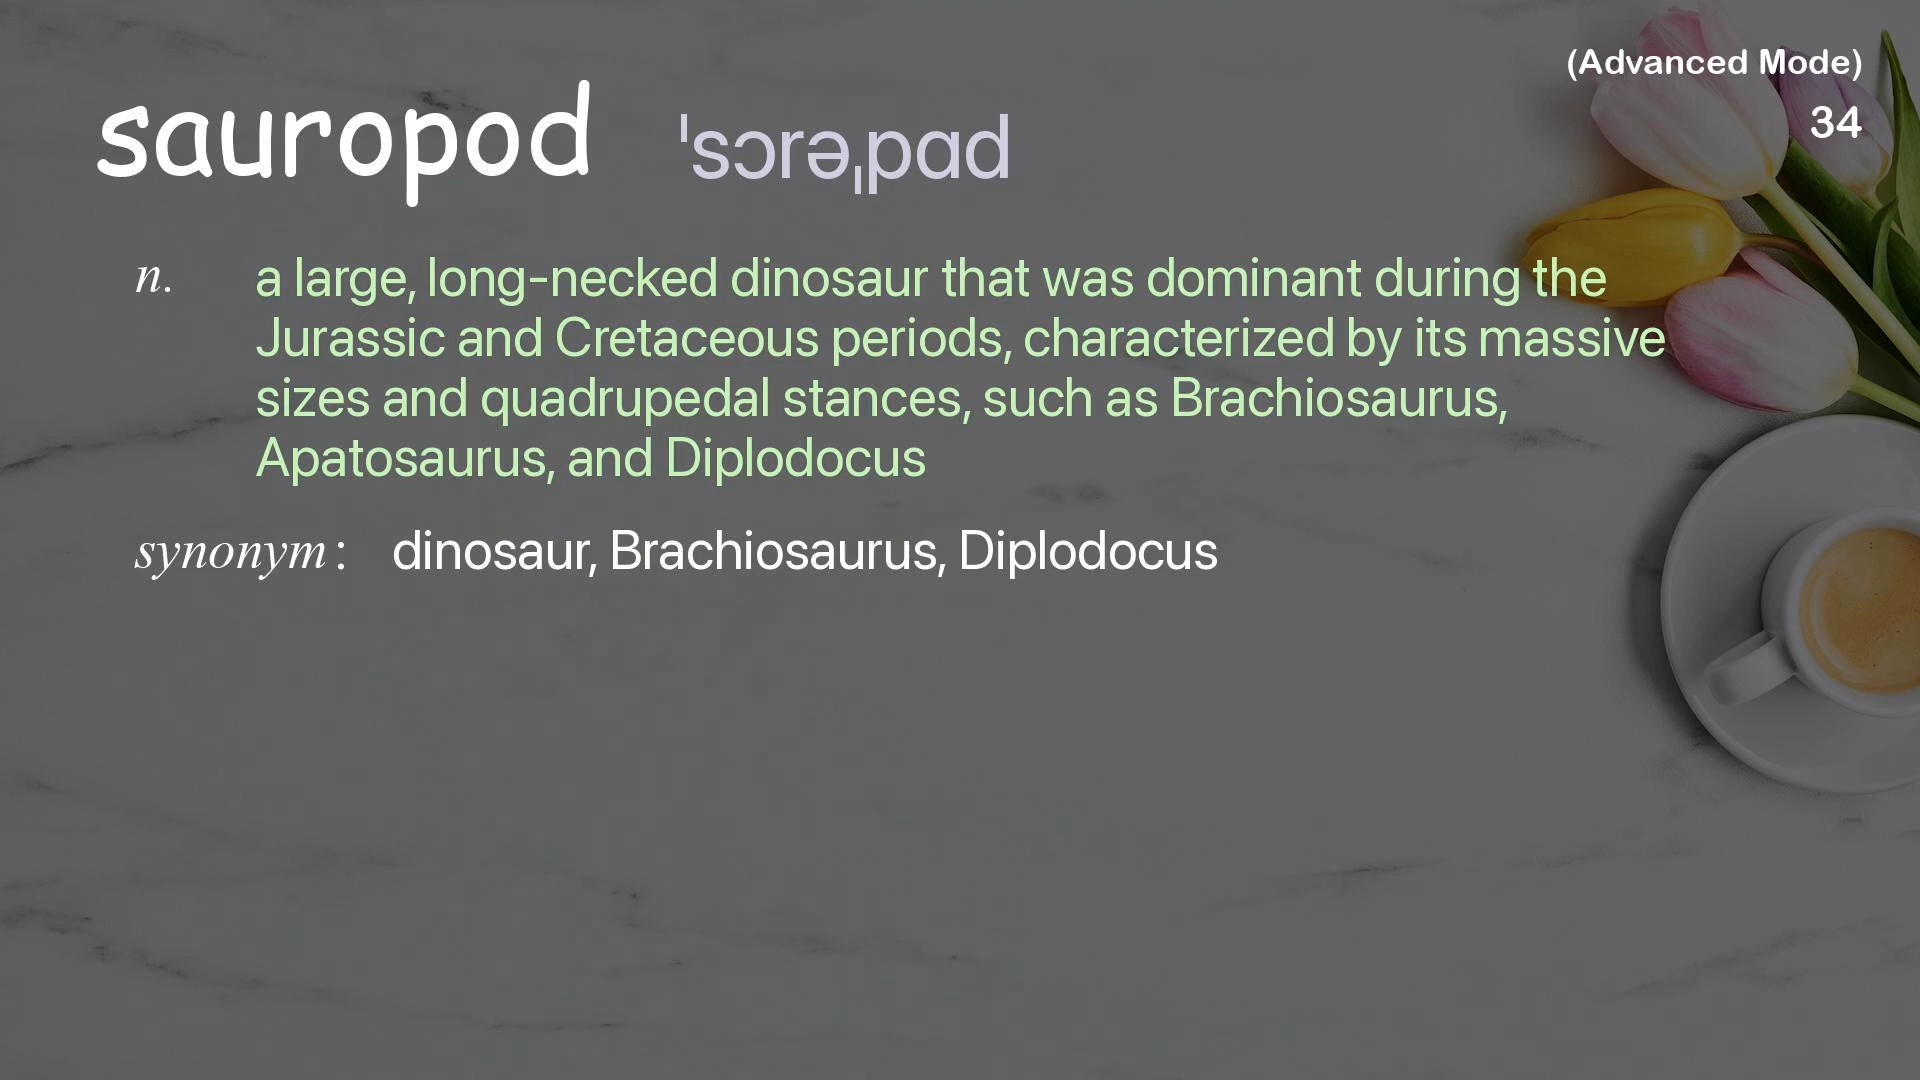 (Advanced Mode)
34
sauropod ˈsɔrəˌpɑd
n. a large, long-necked dinosaur that was dominant during the
Jurassic and Cretaceous periods, characterized by its massive
sizes and quadrupedal stances, such as Brachiosaurus,
Apatosaurus, and Diplodocus
synonym: dinosaur, Brachiosaurus, Diplodocus